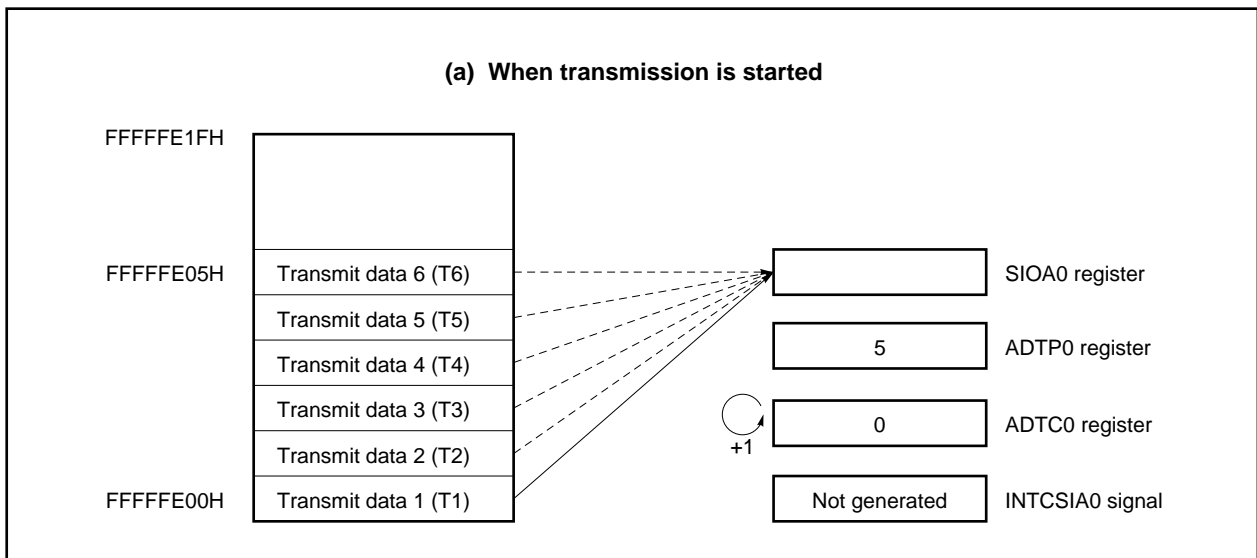 (a) When transmission is started
FFFFFE1FH
FFFFFE05H Transmit data 6 (T6) SIOA0 register
Transmit data 5 (T5) 5 ADTP0 register
Transmit data 4 (T4)
Transmit data 3 (T3) 0 ADTC0 register
+1
Transmit data 2 (T2)
FFFFFE00H Transmit data 1 (T1) Not generated INTCSIA0 signal